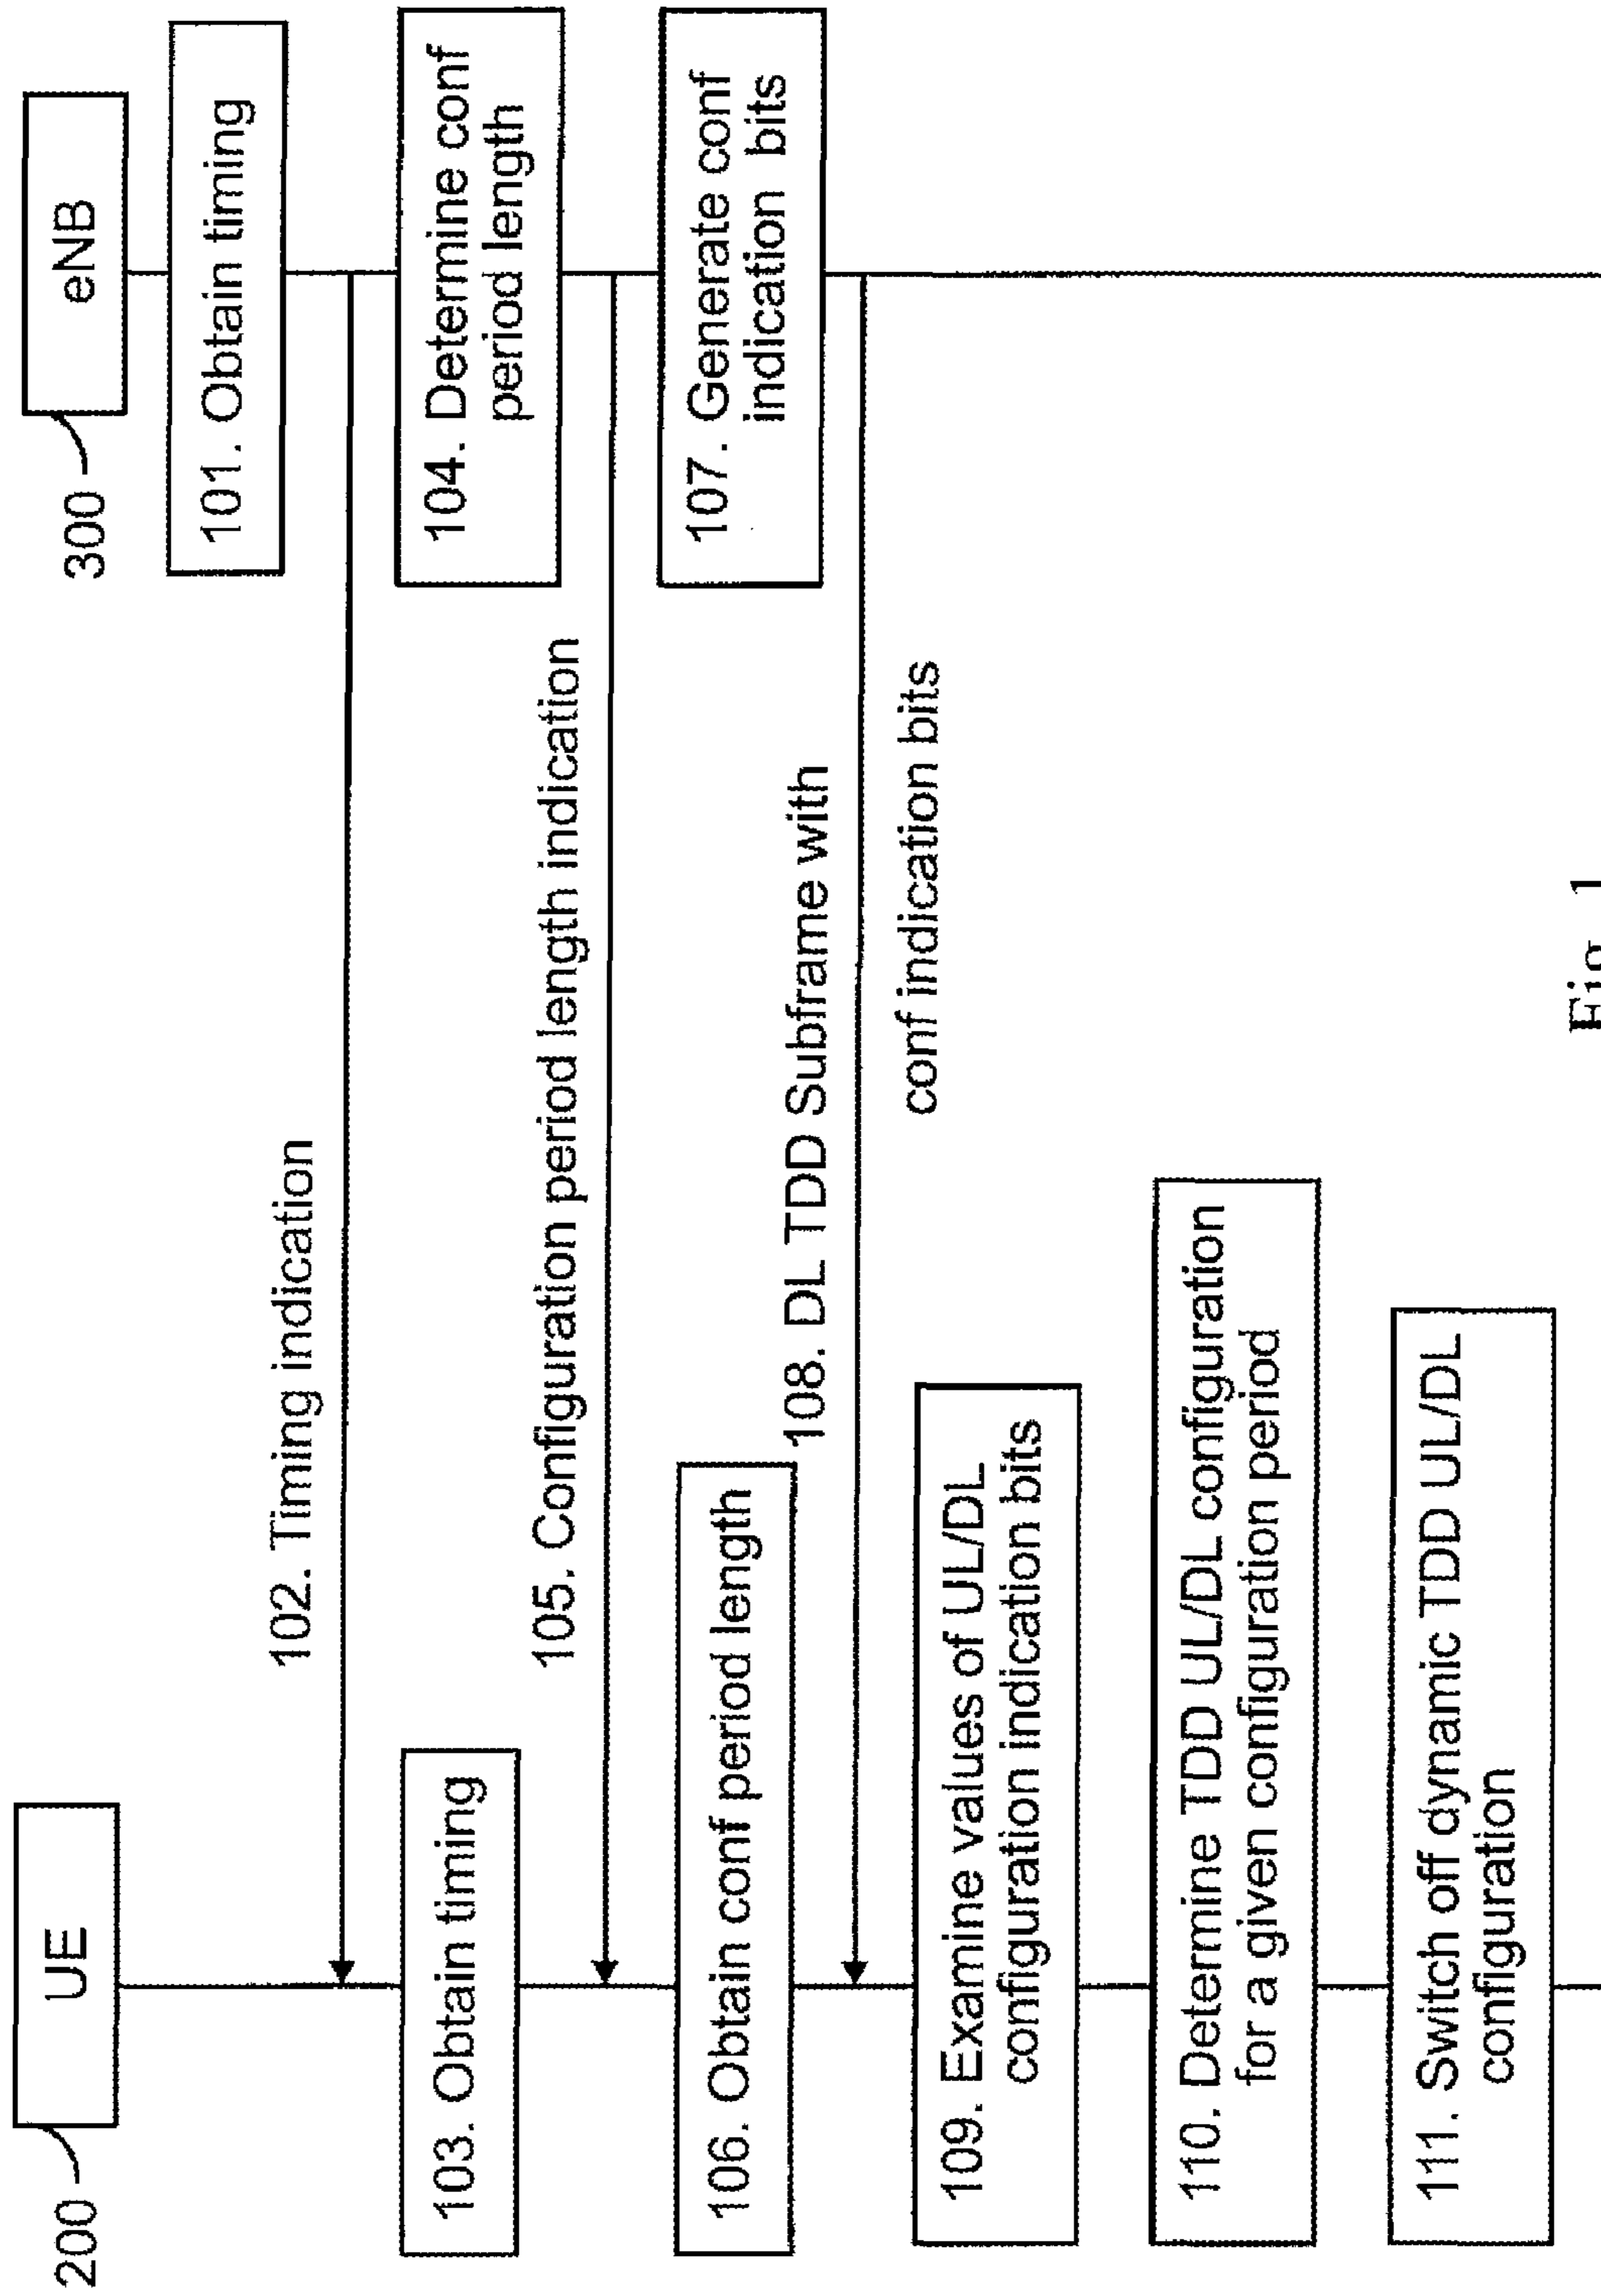 200
UE
300
eNB
101. Obtain timing
102. Timing indication
103. Obtain timing
104. Determine conf
period length
105. Configuration period length indication
106. Obtain conf period length
107. Generate conf
indication bits
108. DL TDD Subframe with
conf indication bits
109. Examine values of UL/DL
configuration indication bits
110. Determine TDD UL/DL configuration
for a given configuration period
111. Switch off dynamic TDD UL/DL
configuration
Fig. 1